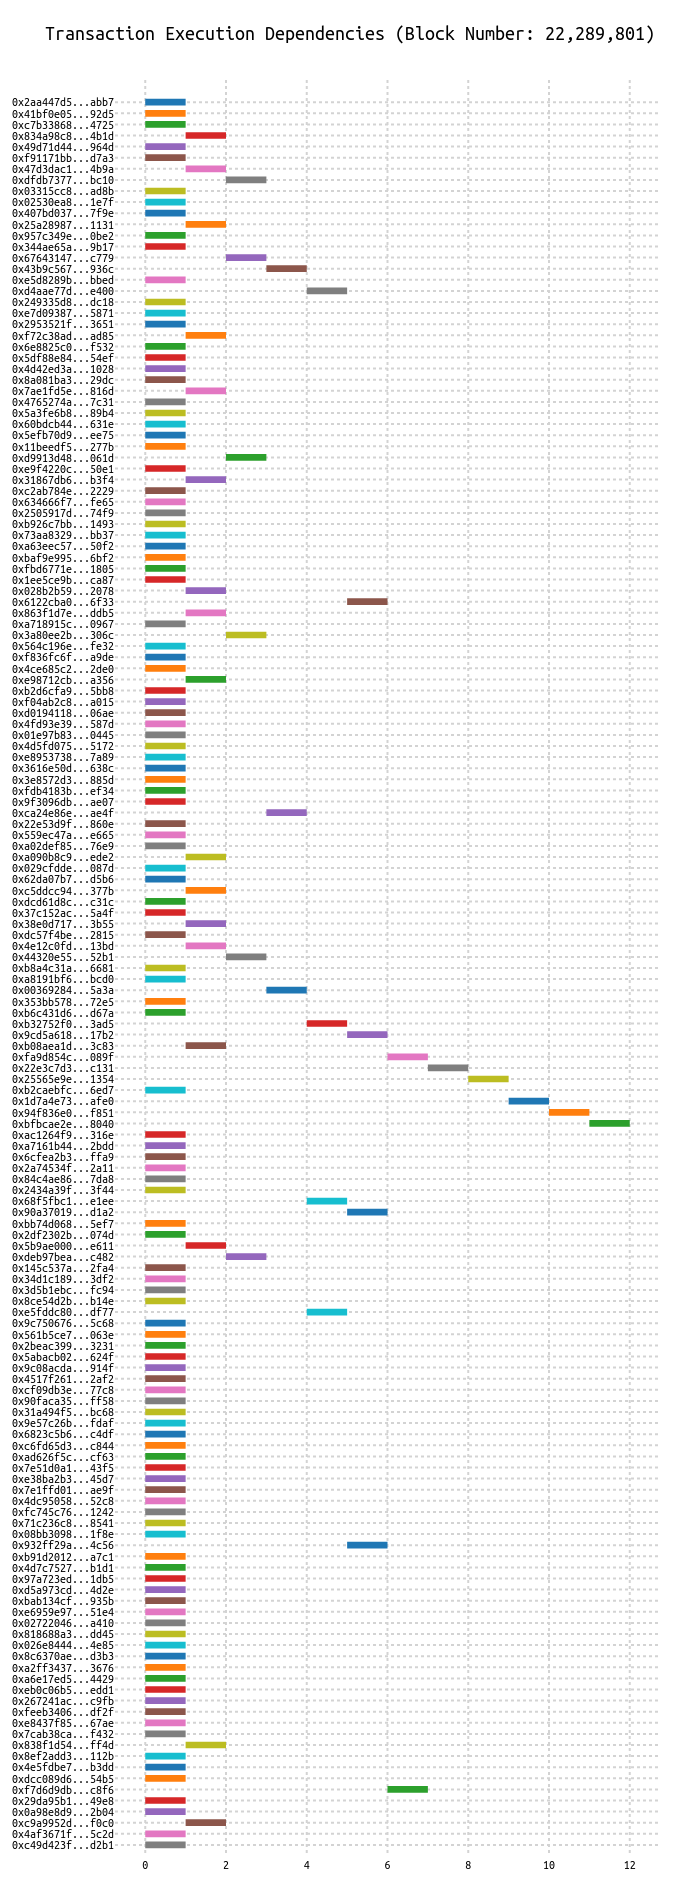 Transaction Execution Dependencies (Block Number: 22,289,801)
0x2aa447d5...abb7
0x41bf0e05...92d5
0xc7b33868...4725
0x834a98c8...4b1d
0x49d71d44...964d
0xf91171bb...d7a3
0x47d3dac1...4b9a
0xdfdb7377...bc10
0x03315cc8...ad8b
0x02530ea8...1e7f
0x407bd037...7f9e
0x25a28987...1131
0x957c349e...0be2
0x344ae65a...9b17
0x67643147...c779
0x43b9c567...936c
0xe5d8289b...bbed
0xd4aae77d...e400
0x249335d8...dc18
0xe7d09387...5871
0x2953521f...3651
0xf72c38ad...ad85
0x6e8825c0...f532
0x5df88e84...54ef
0x4d42ed3a...1028
0x8a081ba3...29dc
0x7ae1fd5e...816d
0x4765274a...7c31
0x5a3fe6b8...89b4
0x60bdcb44...631e
0x5efb70d9...ee75
0x11beedf5...277b
0xd9913d48...061d
0xe9f4220c...50e1
0x31867db6...b3f4
0xc2ab784e...2229
0x634666f7...fe65
0x2505917d...74f9
0xb926c7bb...1493
0x73aa8329...bb37
0xa63eec57...50f2
0xbaf9e995...6bf2
0xfbd6771e...1805
0x1ee5ce9b...ca87
0x028b2b59...2078
0x6122cba0...6f33
0x863f1d7e...ddb5
0xa718915c...0967
0x3a80ee2b...306c
0x564c196e...fe32
0xf836fc6f...a9de
0x4ce685c2...2de0
0xe98712cb...a356
0xb2d6cfa9...5bb8
0xf04ab2c8...a015
0xd0194118...06ae
0x4fd93e39...587d
0x01e97b83...0445
0x4d5fd075...5172
0xe8953738...7a89
0x3616e50d...638c
0x3e8572d3...885d
0xfdb4183b...ef34
0x9f3096db...ae07
0xca24e86e...ae4f
0x22e53d9f...860e
0x559ec47a...e665
0xa02def85...76e9
0xa090b8c9...ede2
0x029cfdde...087d
0x62da07b7...d5b6
0xc5ddcc94...377b
0xdcd61d8c...c31c
0x37c152ac...5a4f
0x38e0d717...3b55
0xdc57f4be...2815
0x4e12c0fd...13bd
0x44320e55...52b1
0xb8a4c31a...6681
0xa8191bf6...bcd0
0x00369284...5a3a
0x353bb578...72e5
0xb6c431d6...d67a
0xb32752f0...3ad5
0x9cd5a618...17b2
0xb08aea1d...3c83
0xfa9d854c...089f
0x22e3c7d3...c131
0x25565e9e...1354
0xb2caebfc...6ed7
0x1d7a4e73...afe0
0x94f836e0...f851
0xbfbcae2e...8040
0xac1264f9...316e
0xa7161b44...2bdd
0x6cfea2b3...ffa9
0x2a74534f...2a11
0x84c4ae86...7da8
0x2434a39f...3f44
0x68f5fbc1...e1ee
0x90a37019...d1a2
0xbb74d068...5ef7
0x2df2302b...074d
0x5b9ae000...e611
0xdeb97bea...c482
0x145c537a...2fa4
0x34d1c189...3df2
0x3d5b1ebc...fc94
0x8ce54d2b...b14e
0xe5fddc80...df77
0x9c750676...5c68
0x561b5ce7...063e
0x2beac399...3231
0x5abacb02...624f
0x9c08acda...914f
0x4517f261...2af2
0xcf09db3e...77c8
0x90faca35...ff58
0x31a494f5...bc68
0x9e57c26b...fdaf
0x6823c5b6...c4df
0xc6fd65d3...c844
0xad626f5c...cf63
0x7e51d0a1...43f5
0xe38ba2b3...45d7
0x7e1ffd01...ae9f
0x4dc95058...52c8
0xfc745c76...1242
0x71c236c8...8541
0x08bb3098...1f8e
0x932ff29a...4c56
0xb91d2012...a7c1
0x4d7c7527...b1d1
0x97a723ed...1db5
0xd5a973cd...4d2e
0xbab134cf...935b
0xe6959e97...51e4
0x02722046...a410
0x818688a3...dd45
0x026e8444...4e85
0x8c6370ae...d3b3
0xa2ff3437...3676
0xa6e17ed5...4429
0xeb0c06b5...edd1
0x267241ac...c9fb
0xfeeb3406...df2f
0xe8437f85...67ae
0x7cab38ca...f432
0x838f1d54...ff4d
0x8ef2add3...112b
0x4e5fdbe7...b3dd
0xdcc089d6...54b5
0xf7d6d9db...c8f6
0x29da95b1...49e8
0x0a98e8d9...2b04
0xc9a9952d...f0c0
0x4af3671f...5c2d
0xc49d423f...d2b1
0 2 4 6 8 10 12